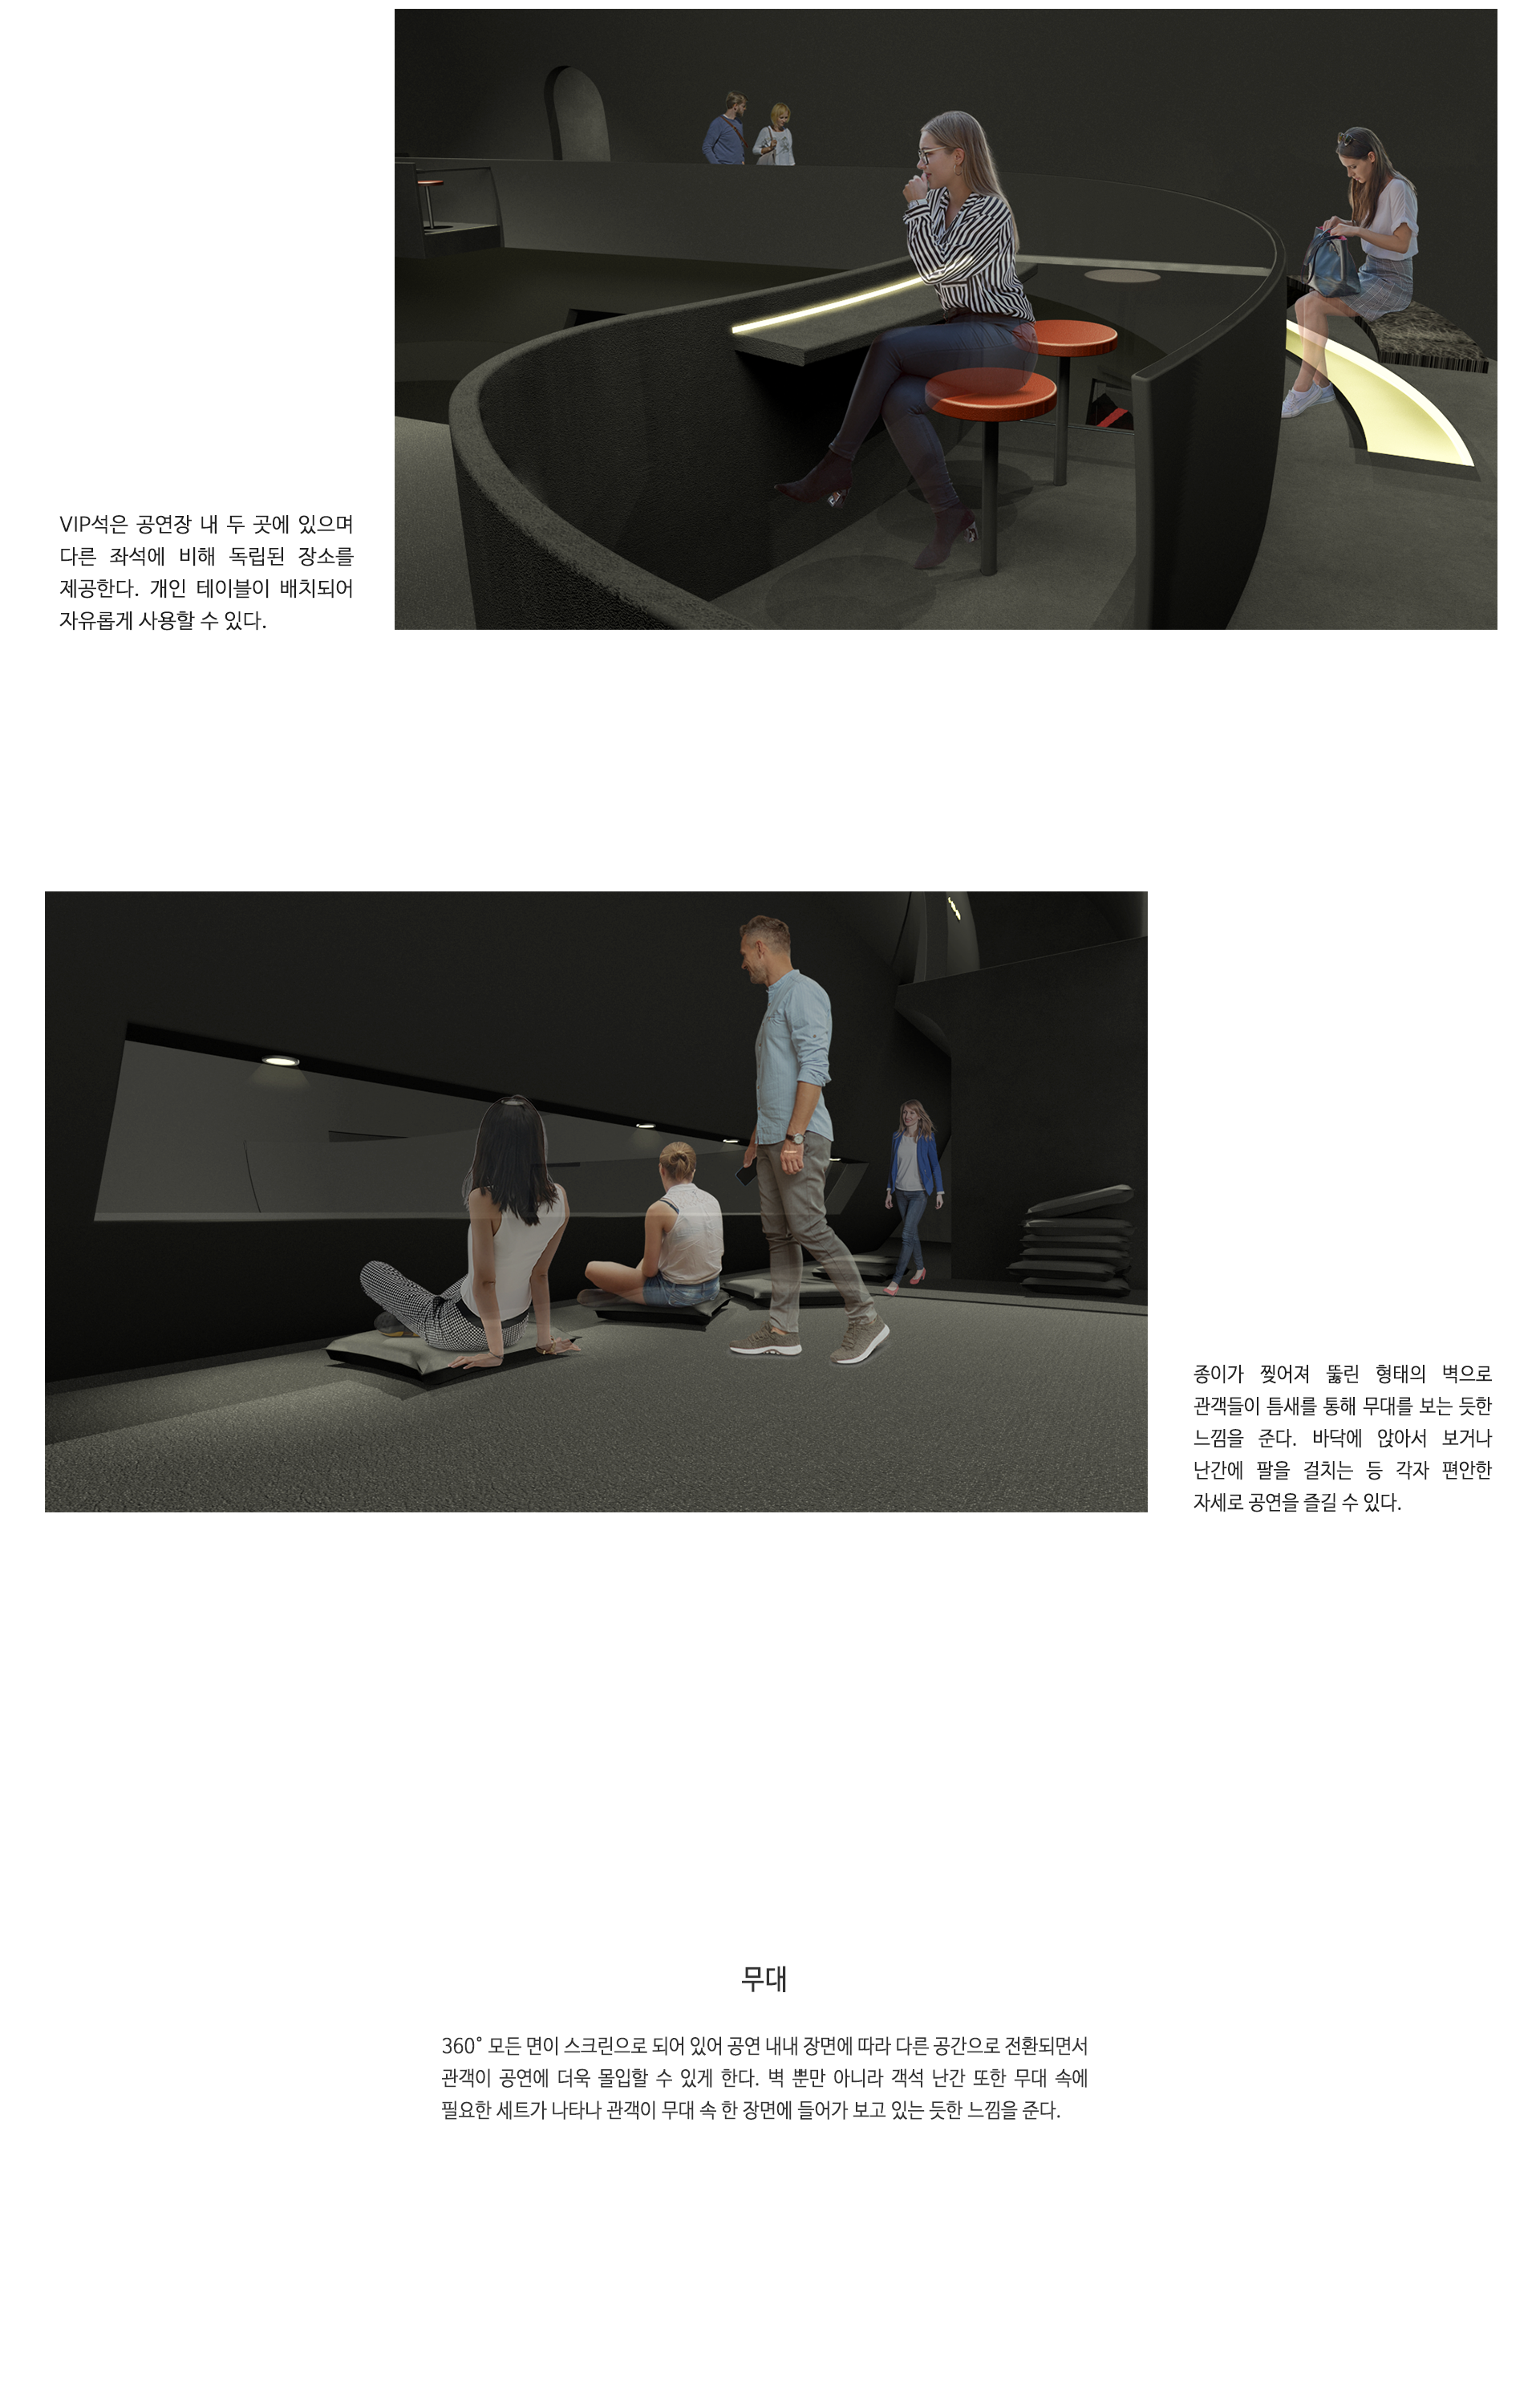 VIP석은 공연장 내 두 곳에 있으며
다른 좌석에 비해 독립된 장소를
제공한다. 개인 테이블이 배치되어
자유롭게 사용할 수 있다.
종이가 찢어져 뚫린 형태의 벽으로
관객들이 틈새를 통해 무대를 보는 듯한
느낌을 준다. 바닥에 앉아서 보거나
난간에 팔을 걸치는 등 각자 편안한
자세로 공연을 즐길 수 있다.
무대
360° 모든 면이 스크린으로 되어 있어 공연 내내 장면에 따라 다른 공간으로 전환되면서
관객이 공연에 더욱 몰입할 수 있게 한다. 벽 뿐만 아니라 객석 난간 또한 무대 속에
필요한 세트가 나타나 관객이 무대 속 한 장면에 들어가 보고 있는 듯한 느낌을 준다.